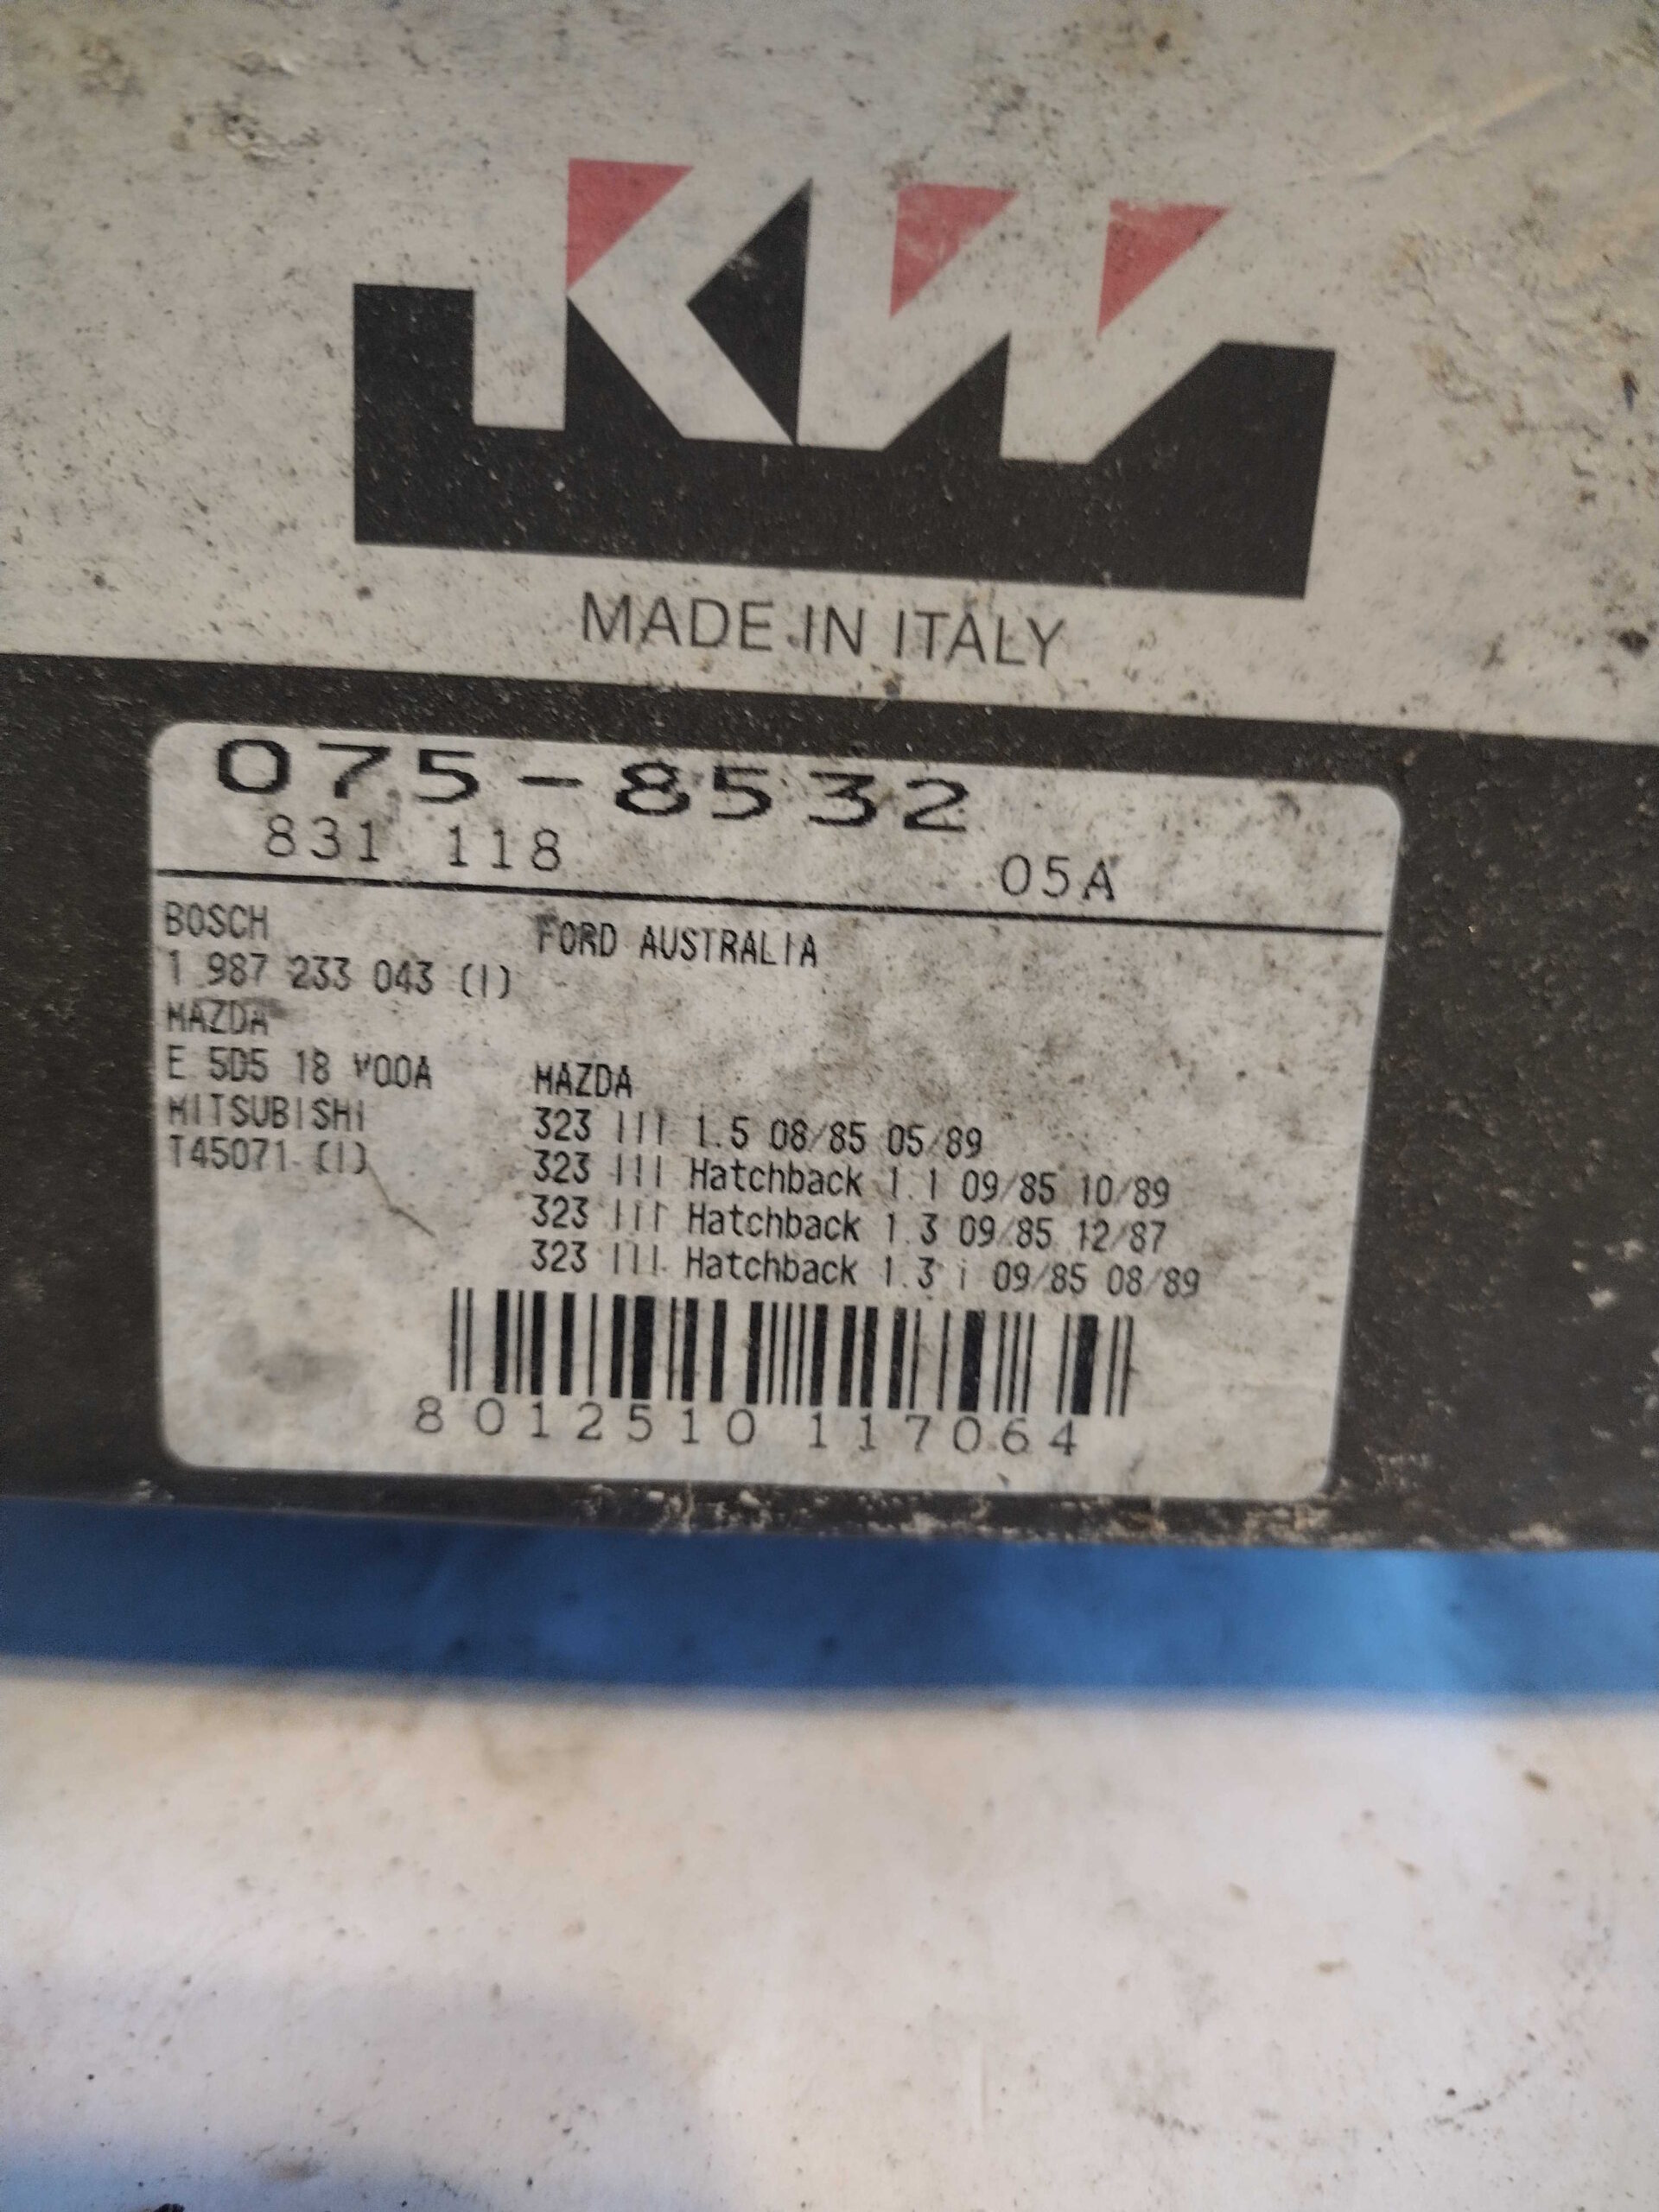 KW
MADE IN ITALY
075-8532
831 118
05A
BOSCH
FORD AUSTRALIA
1 987 233 043 (I)
MAZDA
E 5D5 18 V00A
MAZDA
MITSUBISHI
323 III 1.5 08/85 05/89
T45071 (I)
323 III Hatchback 1.1 09/85 10/89
323 III Hatchback 1.3 09/85 12/87
323 III Hatchback 1.3 i 09/85 08/89
8012510 117064